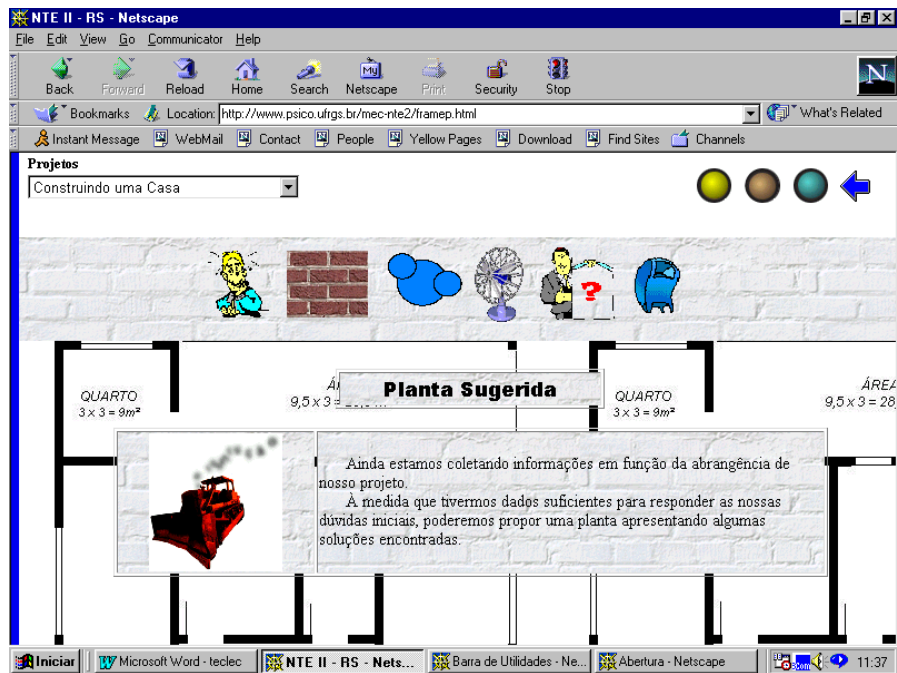 NTE II - RS - Netscape
File Edit View Go Communicator Help
Back Forward Reload Home Search Netscape Print Security Stop
My
N
Bookmarks Location: http://www.psico.ufrgs.br/mec-nte2/framep.html What's Related
Instant Message WebMail Contact People Yellow Pages Download Find Sites Channels
Projetos
Construindo uma Casa
?
Planta Sugerida
QUARTO
3 x 3 = 9m²
9,5 x 3 =
QUARTO
3 x 3 = 9m²
ÁREA
9,5 x 3 = 28,
Ainda estamos coletando informações em função da abrangência de
nosso projeto.
À medida que tivermos dados suficientes para responder as nossas
dúvidas iniciais, poderemos propor uma planta apresentando algumas
soluções encontradas.
Iniciar Microsoft Word - teclec NTE II - RS - Nets... Barra de Utilidades - Ne... Abertura - Netscape 11:37